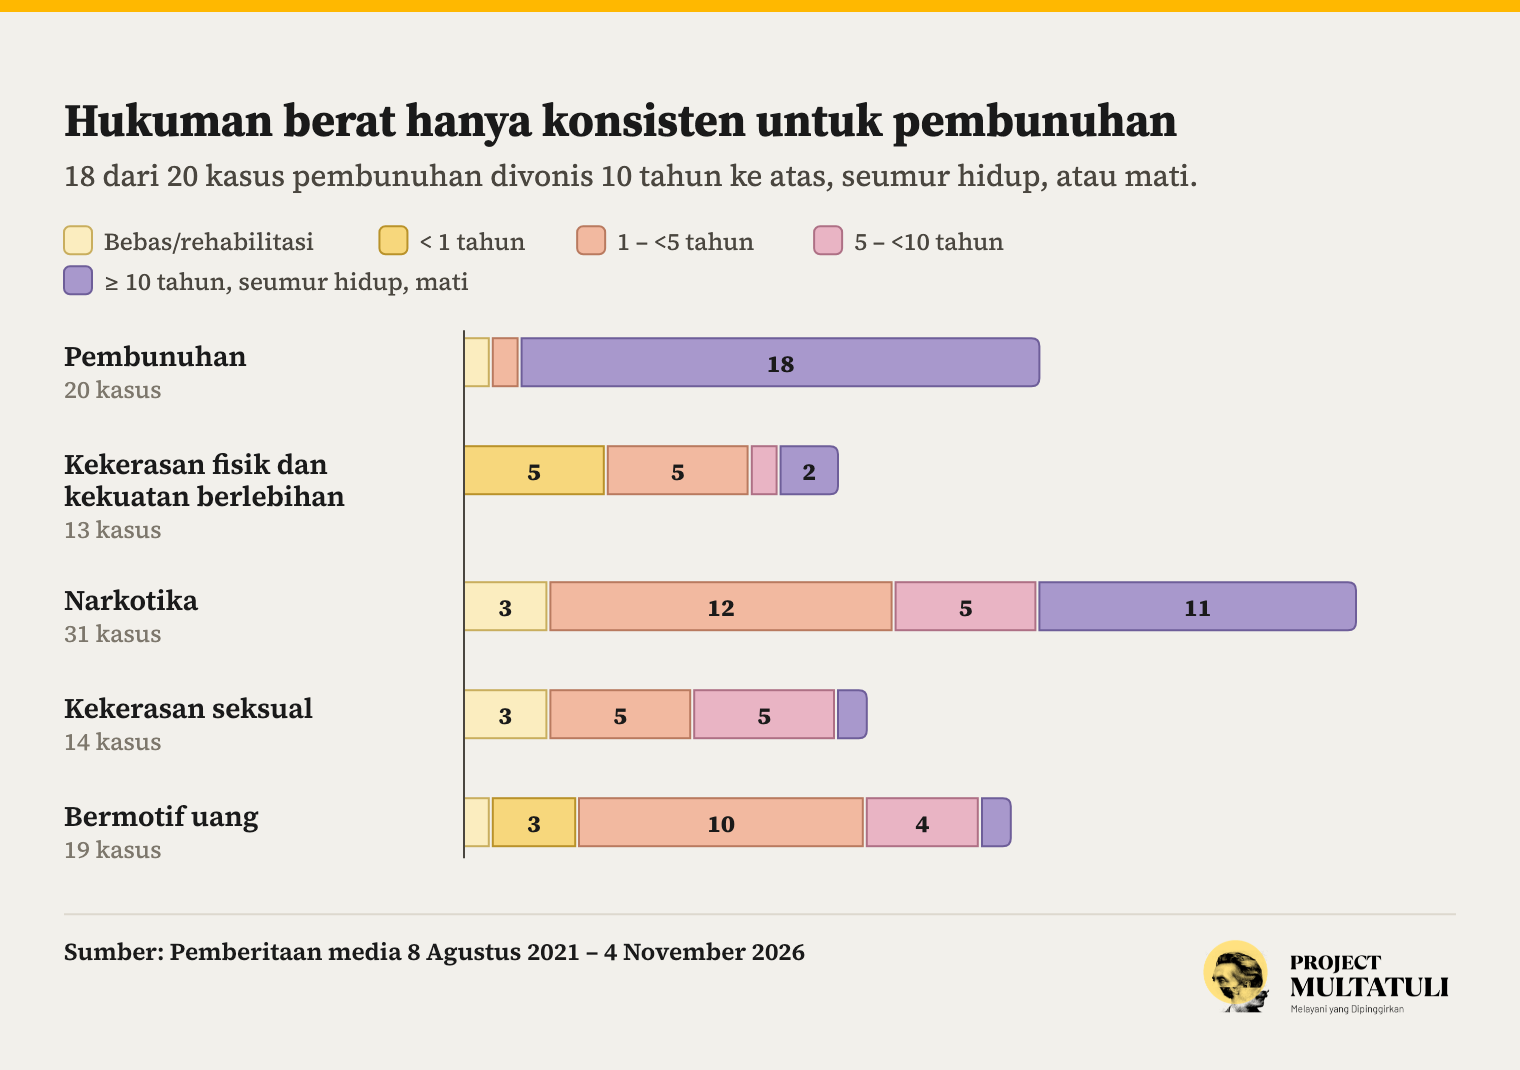 Hukuman berat hanya konsisten untuk pembunuhan
18 dari 20 kasus pembunuhan divonis 10 tahun ke atas, seumur hidup, atau mati.
Bebas/rehabilitasi < 1 tahun 1 – <5 tahun 5 – <10 tahun
≥ 10 tahun, seumur hidup, mati
Pembunuhan
20 kasus
18
Kekerasan fisik dan
kekuatan berlebihan
13 kasus
5 5 2
Narkotika
31 kasus
3 12 5 11
Kekerasan seksual
14 kasus
3 5 5
Bermotif uang
19 kasus
3 10 4
Sumber: Pemberitaan media 8 Agustus 2021 – 4 November 2026
PROJECT
MULTATULI
Melayani yang Dipinggirkan